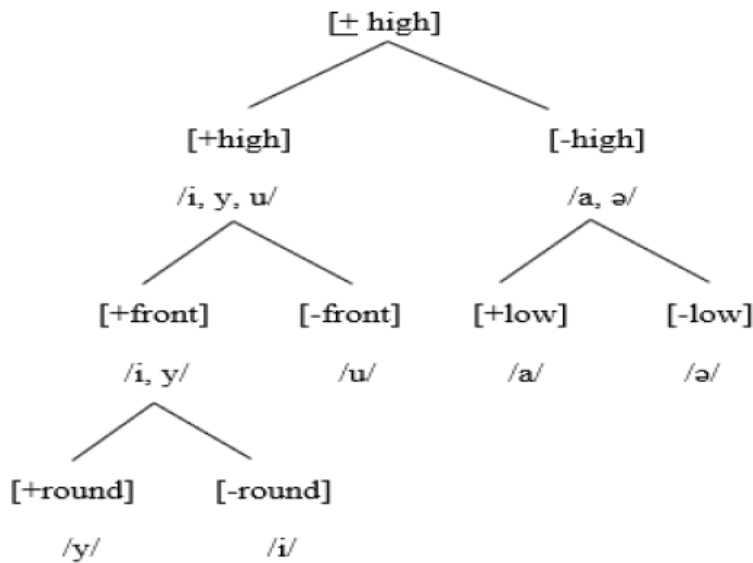 [± high]
[+high] [-high]
/i, y, u/ /a, ə/
[+front] [-front] [+low] [-low]
/i, y/ /u/ /a/ /ə/
[+round] [-round]
/y/ /i/